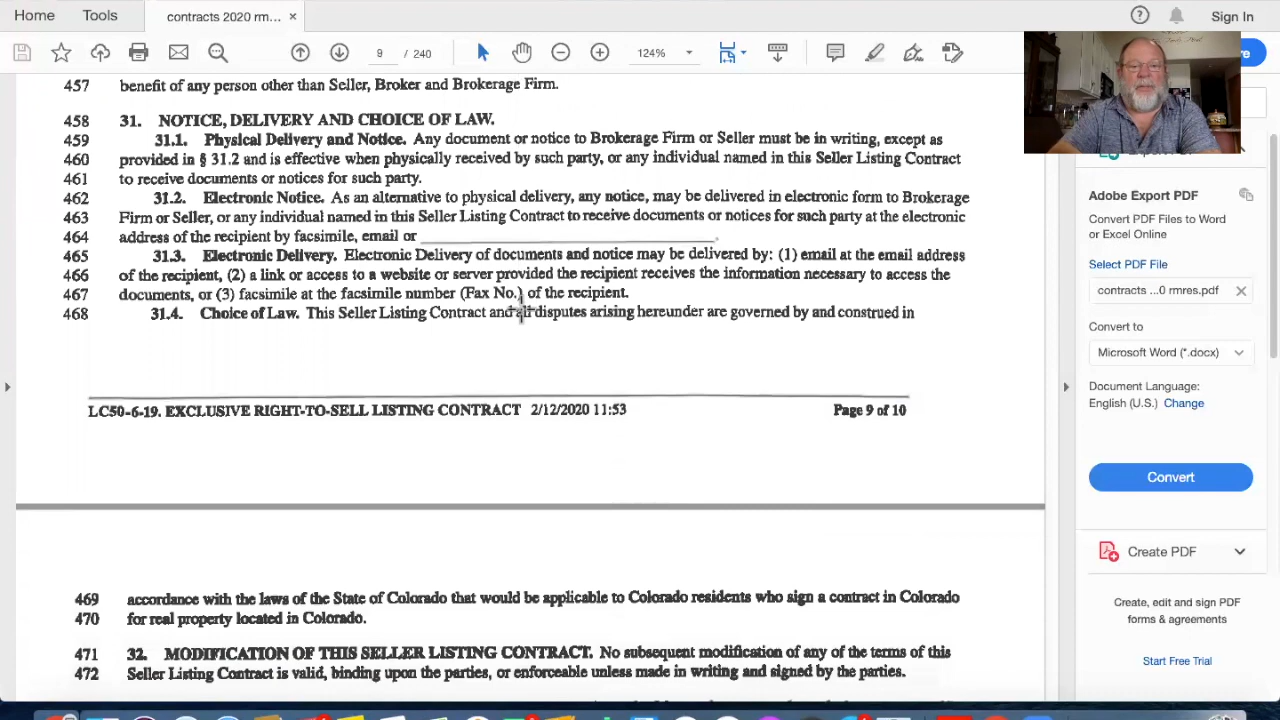 Home
Tools
contracts 2020 rm... ×
? Sign In
9 / 240
124%
457 benefit of any person other than Seller, Broker and Brokerage Firm.
458 31. NOTICE, DELIVERY AND CHOICE OF LAW.
459 31.1. Physical Delivery and Notice. Any document or notice to Brokerage Firm or Seller must be in writing, except as
460 provided in § 31.2 and is effective when physically received by such party, or any individual named in this Seller Listing Contract
461 to receive documents or notices for such party.
462 31.2. Electronic Notice. As an alternative to physical delivery, any notice, may be delivered in electronic form to Brokerage
463 Firm or Seller, or any individual named in this Seller Listing Contract to receive documents or notices for such party at the electronic
464 address of the recipient by facsimile, email or ______________________________.
465 31.3. Electronic Delivery. Electronic Delivery of documents and notice may be delivered by: (1) email at the email address
466 of the recipient, (2) a link or access to a website or server provided the recipient receives the information necessary to access the
467 documents, or (3) facsimile at the facsimile number (Fax No.) of the recipient.
468 31.4. Choice of Law. This Seller Listing Contract and all disputes arising hereunder are governed by and construed in
LC50-6-19. EXCLUSIVE RIGHT-TO-SELL LISTING CONTRACT 2/12/2020 11:53 Page 9 of 10
469 accordance with the laws of the State of Colorado that would be applicable to Colorado residents who sign a contract in Colorado
470 for real property located in Colorado.
471 32. MODIFICATION OF THIS SELLER LISTING CONTRACT. No subsequent modification of any of the terms of this
472 Seller Listing Contract is valid, binding upon the parties, or enforceable unless made in writing and signed by the parties.
Adobe Export PDF
Convert PDF Files to Word
or Excel Online
Select PDF File
contracts ...0 rmres.pdf ×
Convert to
Microsoft Word (*.docx)
Document Language:
English (U.S.) Change
Convert
Create PDF
Create, edit and sign PDF
forms & agreements
Start Free Trial